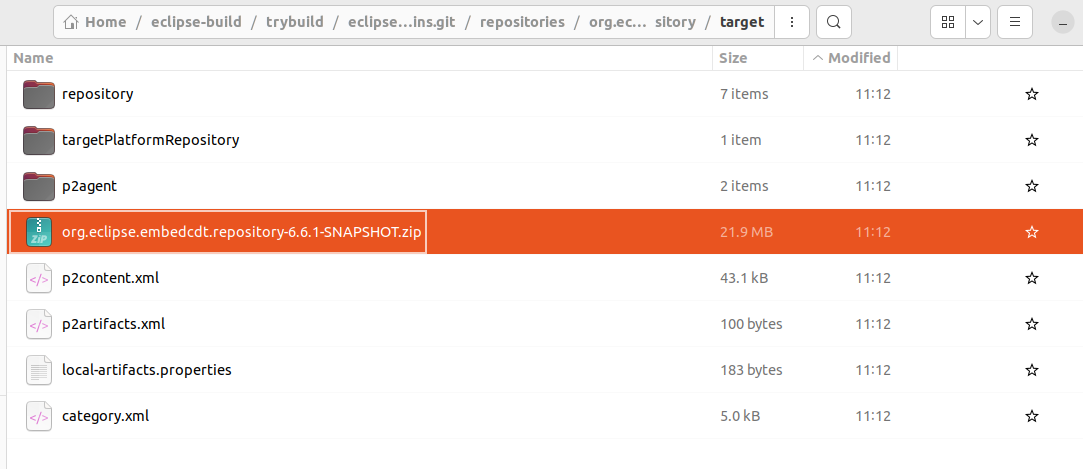 Home / eclipse-build / trybuild / eclipse...ins.git / repositories / org.ec... sitory / target
Name Size Modified
repository 7 items 11:12
targetPlatformRepository 1 item 11:12
p2agent 2 items 11:12
ZIP org.eclipse.embedcdt.repository-6.6.1-SNAPSHOT.zip 21.9 MB 11:12
</> p2content.xml 43.1 kB 11:12
</> p2artifacts.xml 100 bytes 11:12
local-artifacts.properties 183 bytes 11:12
</> category.xml 5.0 kB 11:12